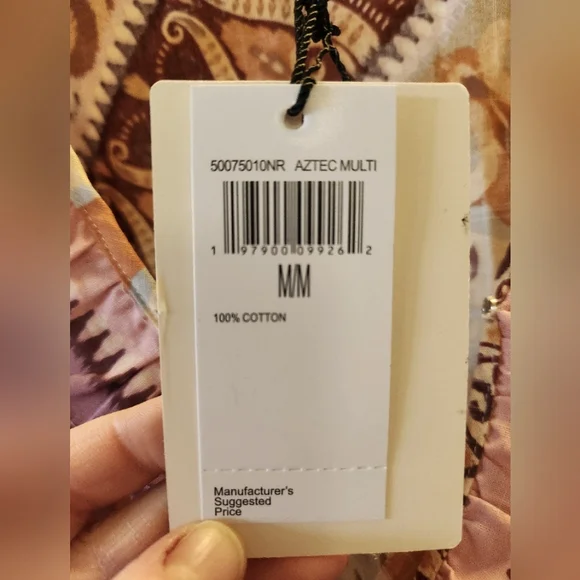 50075010NR AZTEC MULTI
1 97900 09926 2
M/M
100% COTTON
Manufacturer's
Suggested
Price